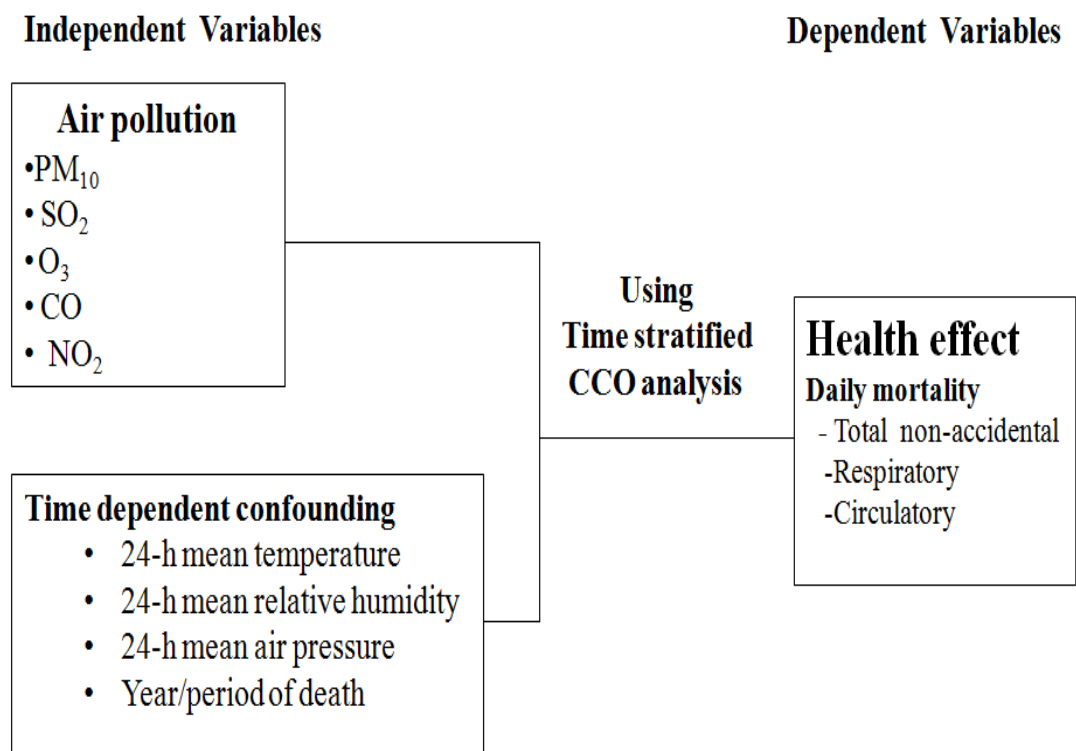 Independent Variables
Dependent Variables
Air pollution
•PM₁₀
• SO₂
• O₃
• CO
• NO₂
Using
Time stratified
CCO analysis
Health effect
Daily mortality
- Total non-accidental
-Respiratory
-Circulatory
Time dependent confounding
• 24-h mean temperature
• 24-h mean relative humidity
• 24-h mean air pressure
• Year/period of death